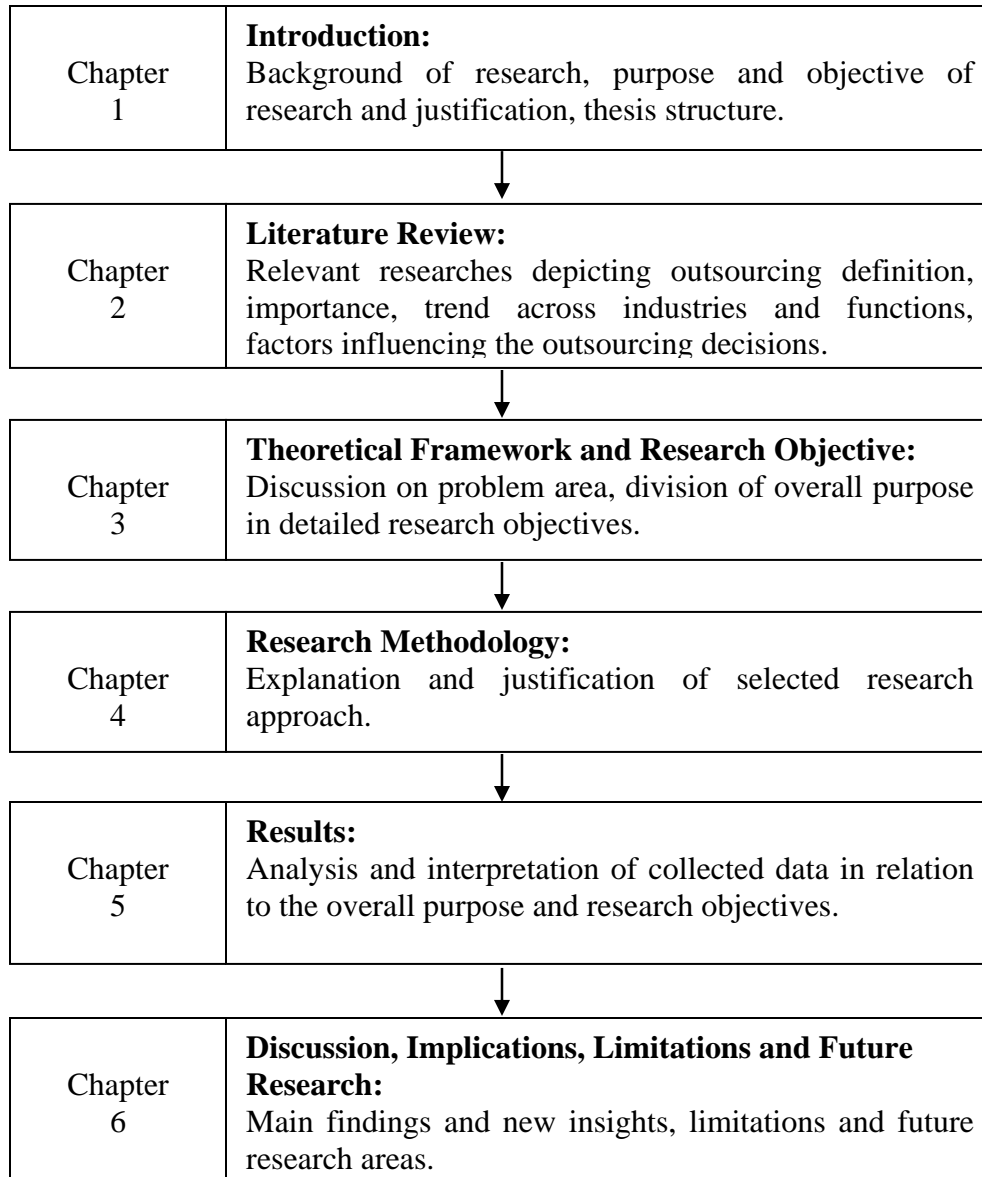 Chapter
1
Introduction:
Background of research, purpose and objective of
research and justification, thesis structure.
Chapter
2
Literature Review:
Relevant researches depicting outsourcing definition,
importance, trend across industries and functions,
factors influencing the outsourcing decisions.
Chapter
3
Theoretical Framework and Research Objective:
Discussion on problem area, division of overall purpose
in detailed research objectives.
Chapter
4
Research Methodology:
Explanation and justification of selected research
approach.
Chapter
5
Results:
Analysis and interpretation of collected data in relation
to the overall purpose and research objectives.
Chapter
6
Discussion, Implications, Limitations and Future
Research:
Main findings and new insights, limitations and future
research areas.